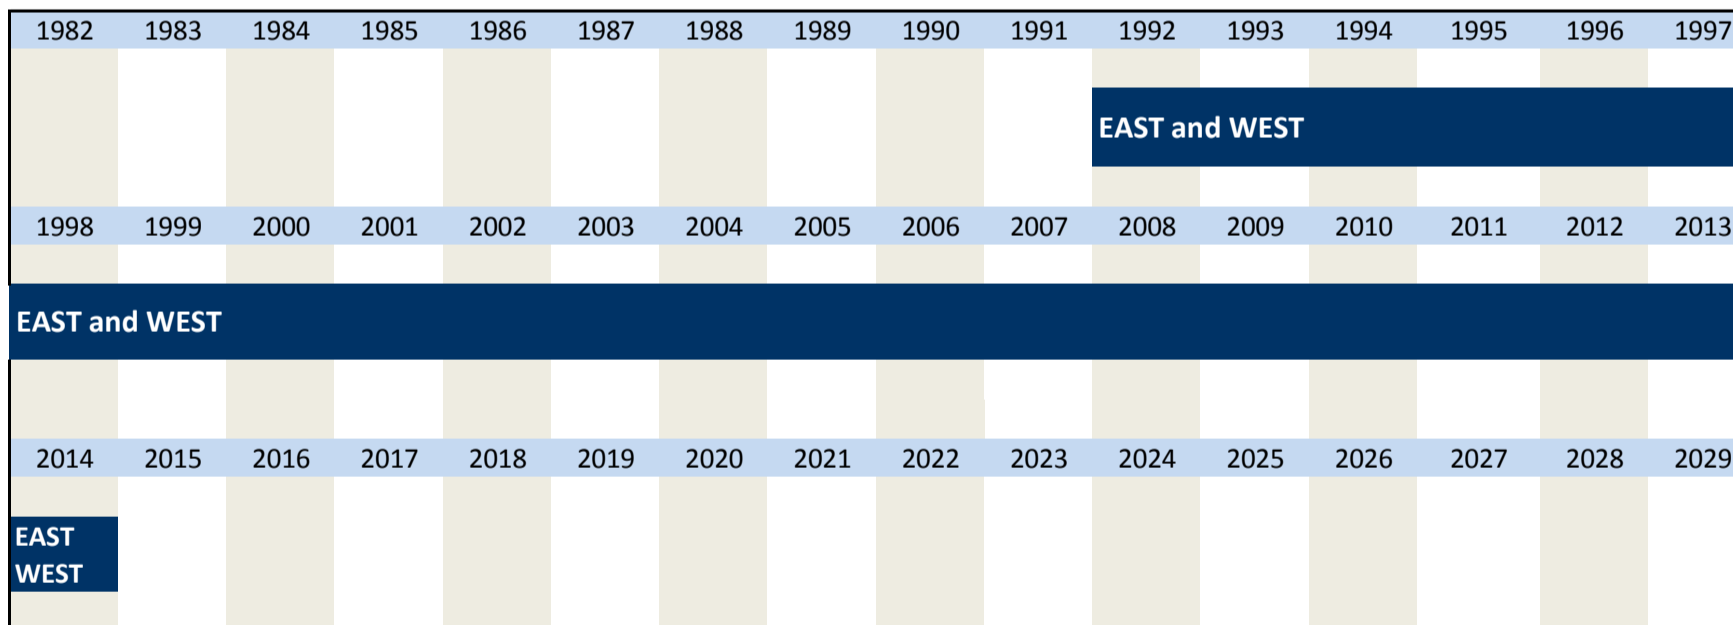 1982 1983 1984 1985 1986 1987 1988 1989 1990 1991 1992 1993 1994 1995 1996 1997
EAST and WEST
1998 1999 2000 2001 2002 2003 2004 2005 2006 2007 2008 2009 2010 2011 2012 2013
EAST and WEST
2014 2015 2016 2017 2018 2019 2020 2021 2022 2023 2024 2025 2026 2027 2028 2029
EAST
WEST